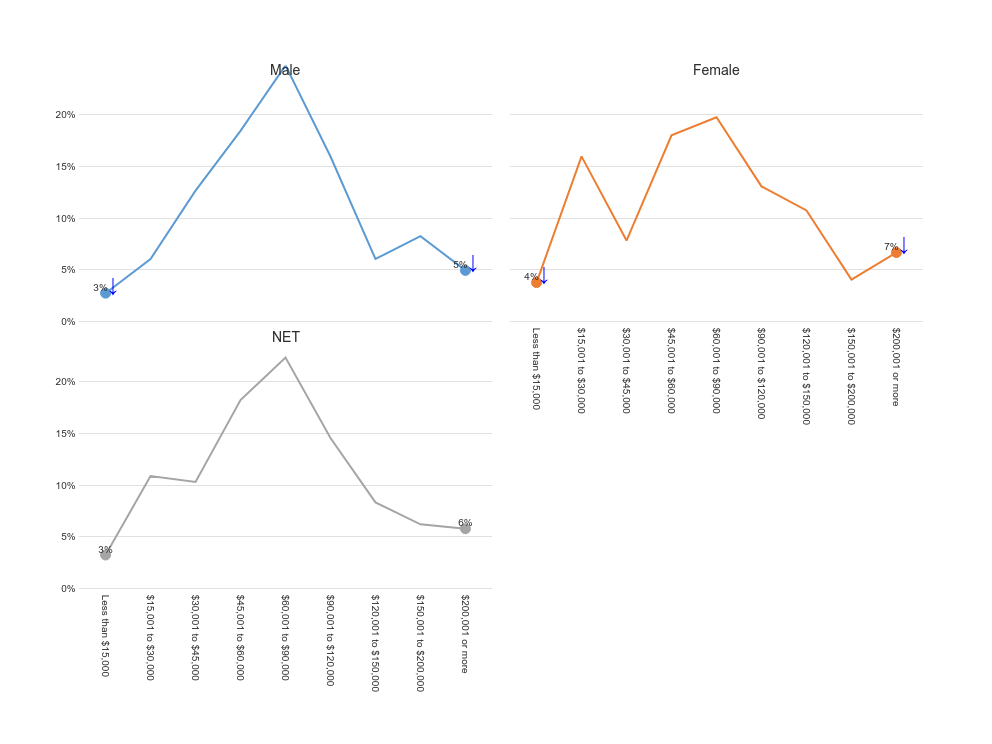 Male
20%
15%
10%
5%
0%
3%
5%
Female
4%
7%
Less than $15,000
$15,001 to $30,000
$30,001 to $45,000
$45,001 to $60,000
$60,001 to $90,000
$90,001 to $120,000
$120,001 to $150,000
$150,001 to $200,000
$200,001 or more
NET
20%
15%
10%
5%
0%
3%
6%
Less than $15,000
$15,001 to $30,000
$30,001 to $45,000
$45,001 to $60,000
$60,001 to $90,000
$90,001 to $120,000
$120,001 to $150,000
$150,001 to $200,000
$200,001 or more